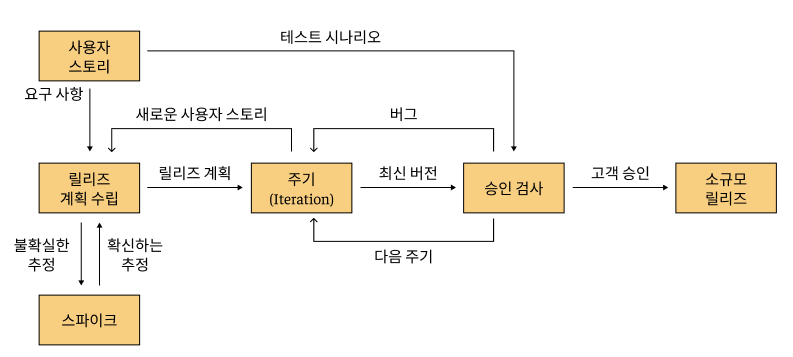 테스트 시나리오
사용자
스토리
요구 사항
새로운 사용자 스토리
버그
릴리즈
계획 수립
릴리즈 계획
주기
(Iteration)
최신 버전
승인 검사
고객 승인
소규모
릴리즈
불확실한
추정
확신하는
추정
다음 주기
스파이크